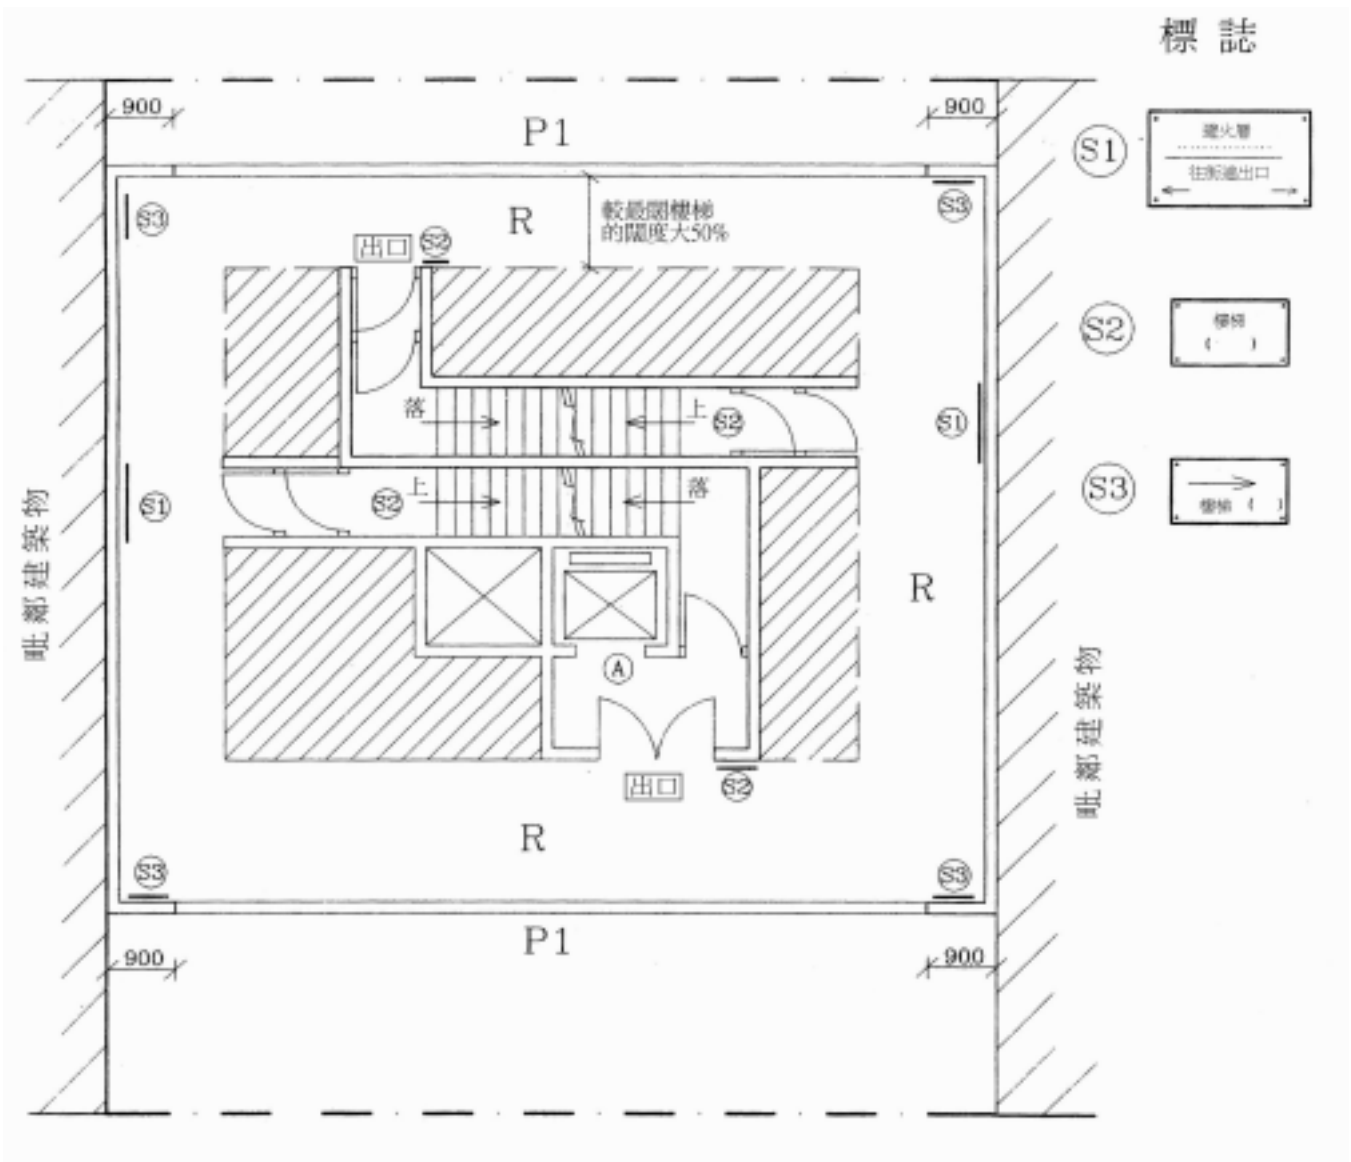 標誌
900
900
P1
S1
避火層
往街道出口
S3
R
較最闊樓梯
的闊度大50%
S3
出口
S2
S2
樓梯
( )
落
上
S2
S1
S3
樓梯 ( )
S1
上
S2
落
毗鄰建築物
R
A
毗鄰建築物
出口
S2
R
S3
S3
P1
900
900